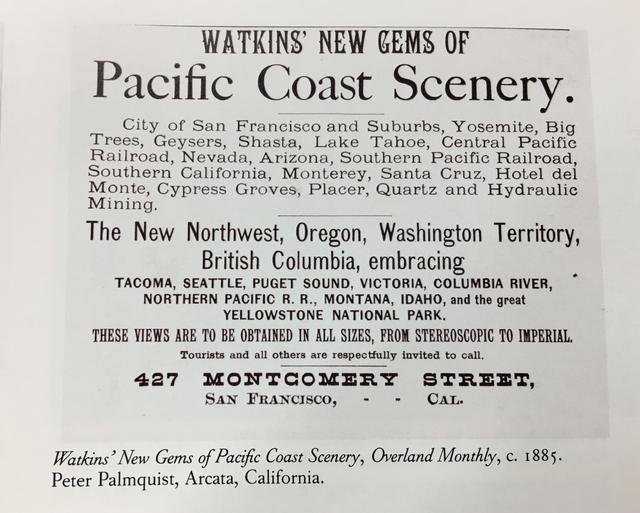 WATKINS' NEW GEMS OF
Pacific Coast Scenery.
City of San Francisco and Suburbs, Yosemite, Big
Trees, Geysers, Shasta, Lake Tahoe, Central Pacific
Railroad, Nevada, Arizona, Southern Pacific Railroad,
Southern California, Monterey, Santa Cruz, Hotel del
Monte, Cypress Groves, Placer, Quartz and Hydraulic
Mining.
The New Northwest, Oregon, Washington Territory,
British Columbia, embracing
TACOMA, SEATTLE, PUGET SOUND, VICTORIA, COLUMBIA RIVER,
NORTHERN PACIFIC R. R., MONTANA, IDAHO, and the great
YELLOWSTONE NATIONAL PARK.
THESE VIEWS ARE TO BE OBTAINED IN ALL SIZES, FROM STEREOSCOPIC TO IMPERIAL.
Tourists and all others are respectfully invited to call.
427 MONTGOMERY STREET,
SAN FRANCISCO, - - CAL.
Watkins' New Gems of Pacific Coast Scenery, Overland Monthly, c. 1885.
Peter Palmquist, Arcata, California.